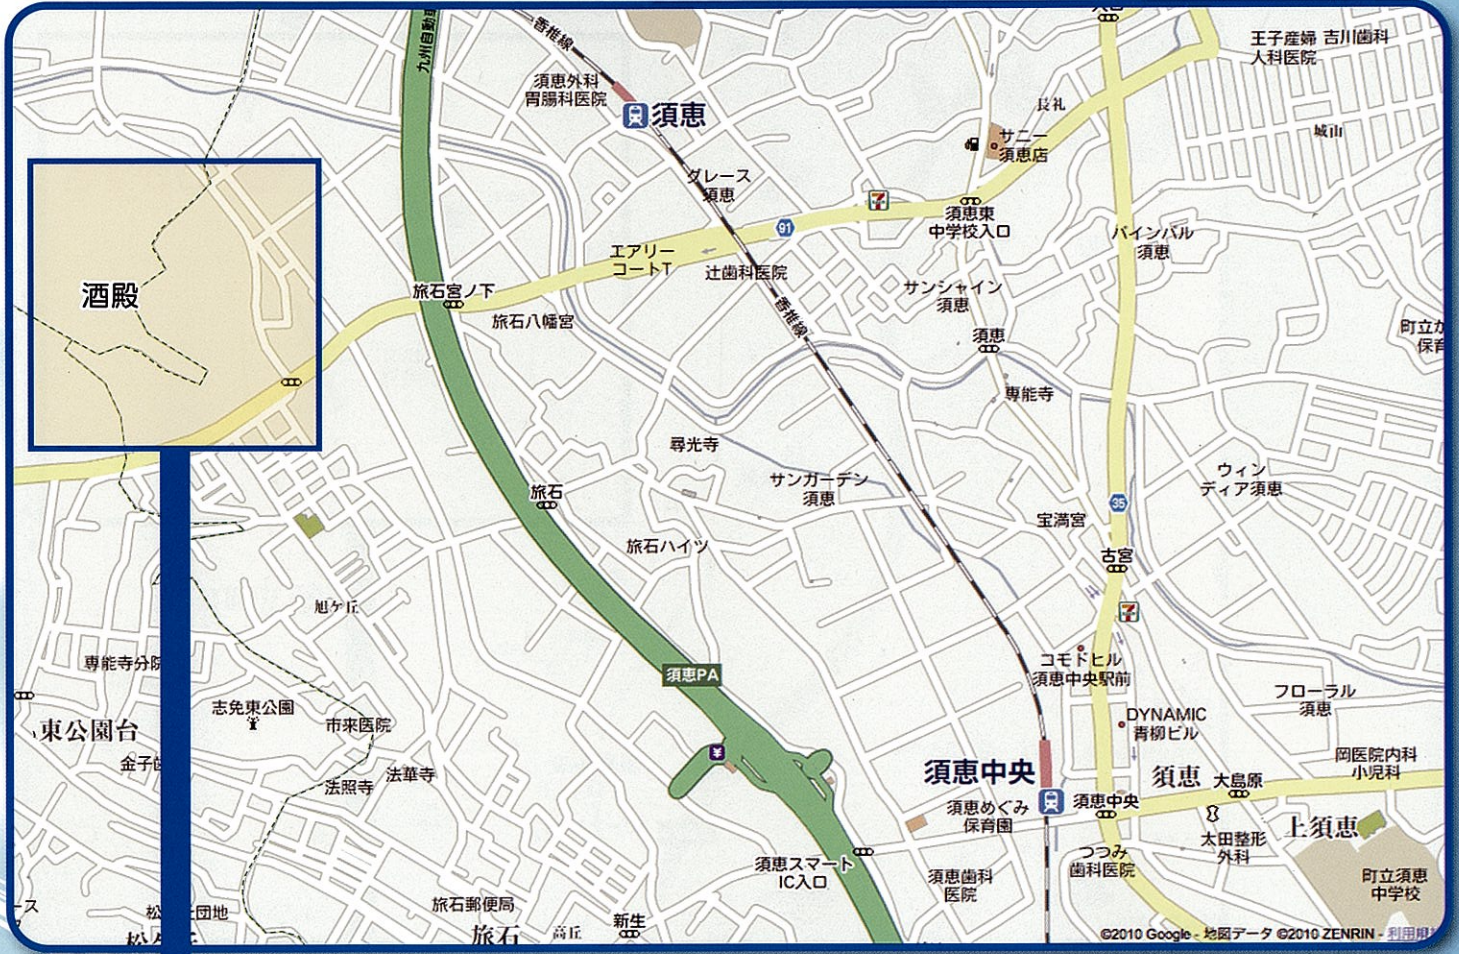 九州自動車
香椎線
須恵外科
胃腸科医院
須恵
入口
王子産婦
人科医院
吉川歯科
長礼
城山
サニー
須恵店
グレース
須恵
91
須恵東
中学校入口
エアリー
コートT
辻歯科医院
パインバル
須恵
酒殿
旅石宮ノ下
旅石八幡宮
サンシャイン
須恵
香椎線
須恵
専能寺
尋光寺
サンガーデン
須恵
ウィン
ディア須恵
35
宝満宮
旅石
旅石ハイツ
古宮
旭ケ丘
専能寺分院
須恵PA
コモドヒル
須恵中央駅前
フローラル
須恵
志免東公園
市来医院
東公園台
DYNAMIC
青柳ビル
法華寺
法照寺
須恵中央
須恵
大島原
岡医院内科
小児科
須恵めぐみ
保育園
須恵中央
太田整形
外科
上須恵
つつみ
歯科医院
須恵スマート
IC入口
須恵歯科
医院
町立須恵
中学校
旅石郵便局
新生
高丘
旅石
©2010 Google - 地図データ ©2010 ZENRIN -